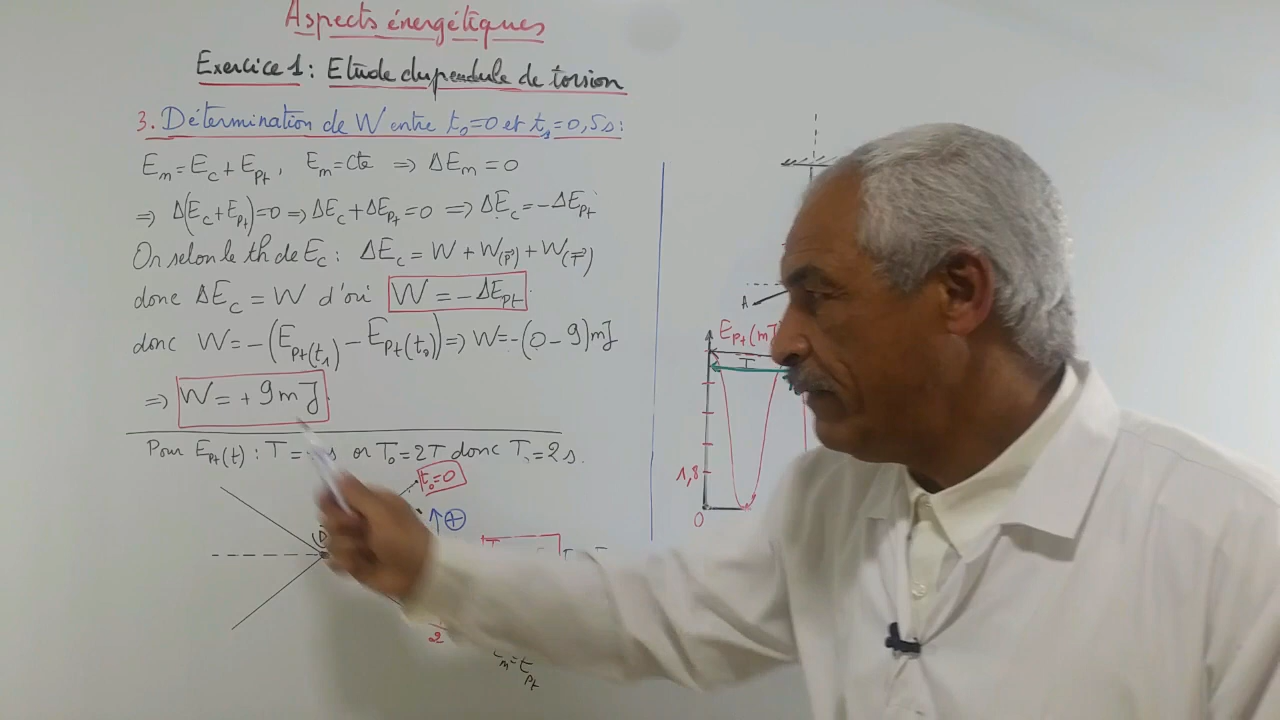 Aspects énergétiques
Exercice 1: Etude du pendule de torsion
3. Détermination de W entre t₀=0 et t₁=0,5s:
Em=Ec+Ept, Em=cte ⇒ ΔEm=0
⇒ Δ(Ec+Ept)=0 ⇒ ΔEc+ΔEpt=0 ⇒ ΔEc=-ΔEpt
Or selon le th de Ec: ΔEc = W + W(P⃗) + W(F⃗)
donc ΔEc = W d'où W = -ΔEpt
donc W = -(Ept(t₁) - Ept(t₀)) ⇒ W=-(0-9)mJ
⇒ W = +9mJ
Pour Ept(t): T = s or T₀=2T donc T₀=2s.
t₀=0
+
2
A
Ept(mJ
T
1,8
0